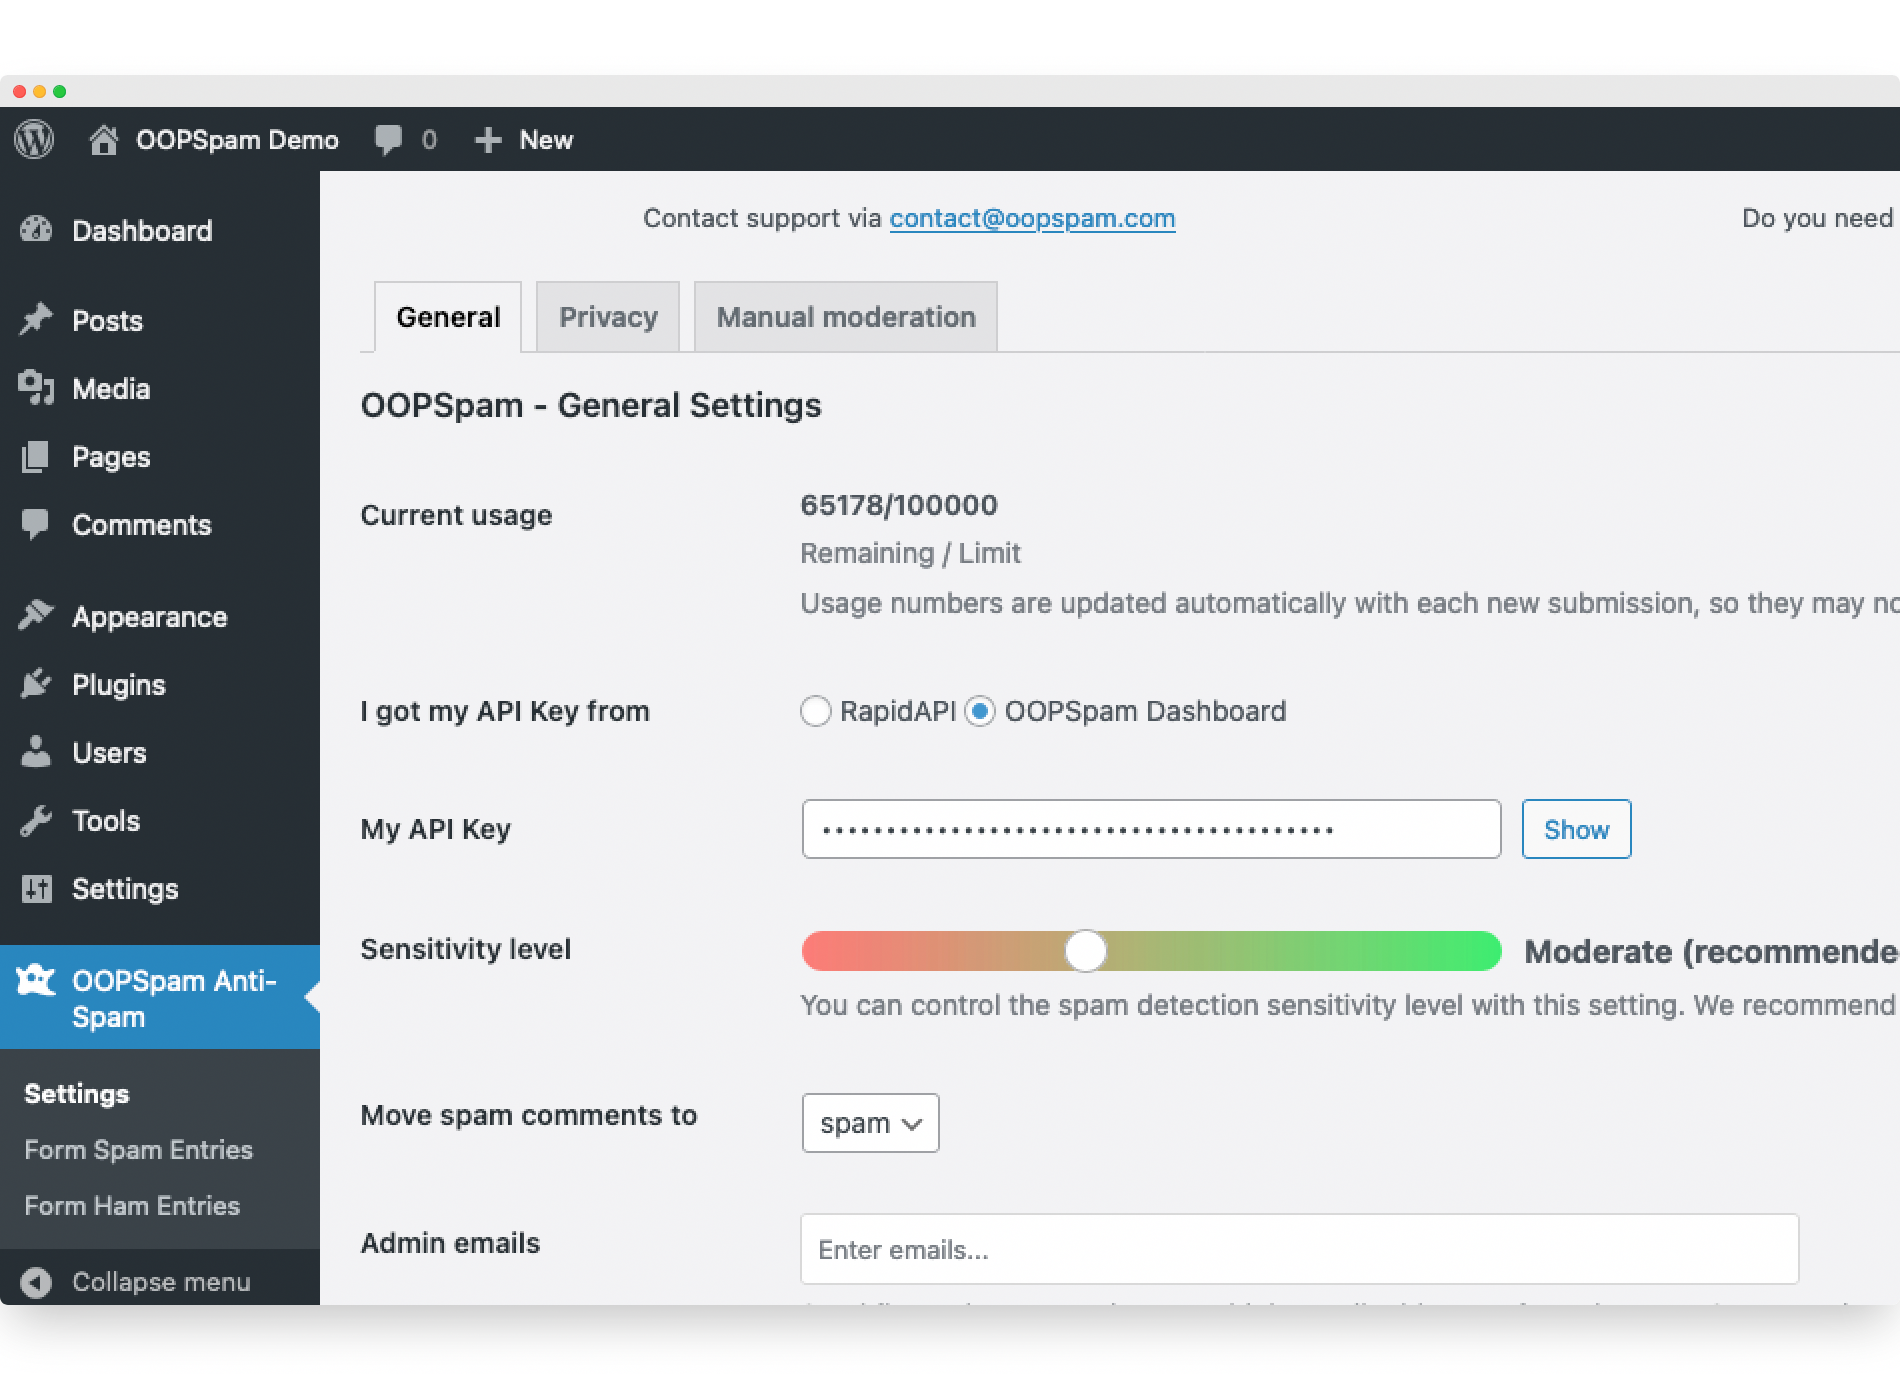 OOPSpam Demo
0
New
Dashboard
Posts
Media
Pages
Comments
Appearance
Plugins
Users
Tools
Settings
OOPSpam Anti-
Spam
Settings
Form Spam Entries
Form Ham Entries
Collapse menu
Contact support via contact@oopspam.com
Do you need
General
Privacy
Manual moderation
OOPSpam - General Settings
Current usage
65178/100000
Remaining / Limit
Usage numbers are updated automatically with each new submission, so they may
I got my API Key from
RapidAPI
OOPSpam Dashboard
My API Key
Show
Sensitivity level
Moderate (recommende
You can control the spam detection sensitivity level with this setting. We recommend
Move spam comments to
spam
Admin emails
Enter emails...